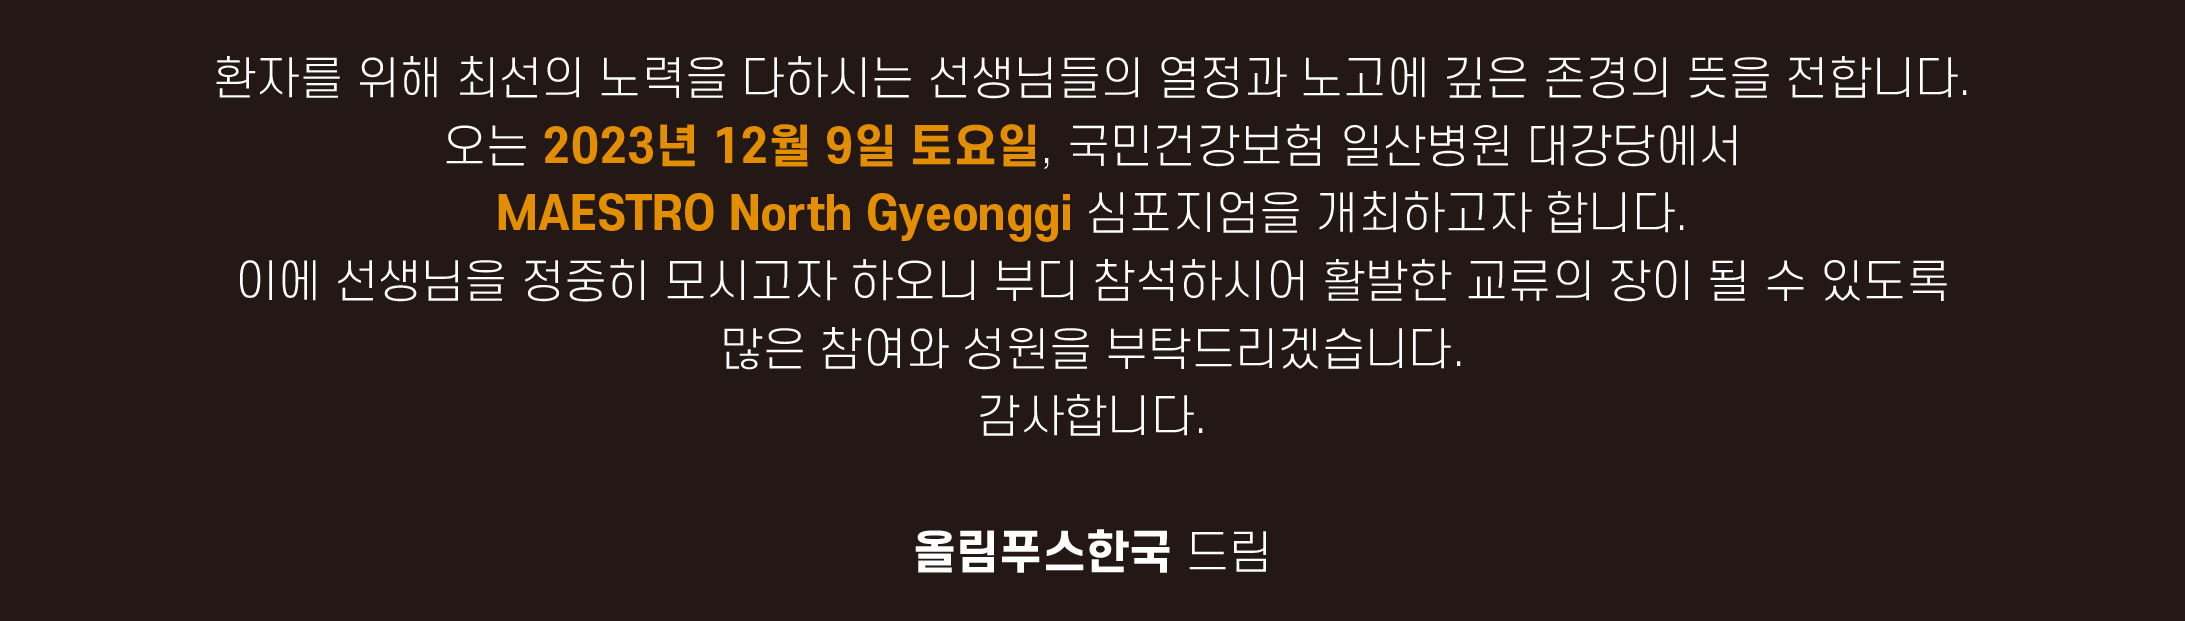 환자를 위해 최선의 노력을 다하시는 선생님들의 열정과 노고에 깊은 존경의 뜻을 전합니다.
오는 2023년 12월 9일 토요일, 국민건강보험 일산병원 대강당에서
MAESTRO North Gyeonggi 심포지엄을 개최하고자 합니다.
이에 선생님을 정중히 모시고자 하오니 부디 참석하시어 활발한 교류의 장이 될 수 있도록
많은 참여와 성원을 부탁드리겠습니다.
감사합니다.
올림푸스한국 드림